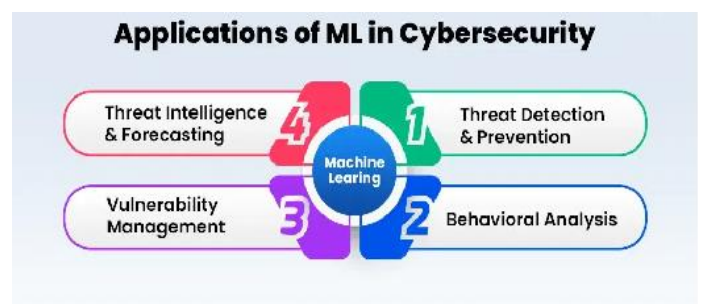 Applications of ML in Cybersecurity
Threat Intelligence
& Forecasting
4
1
Threat Detection
& Prevention
Machine
Learing
Vulnerability
Management
3
2
Behavioral Analysis